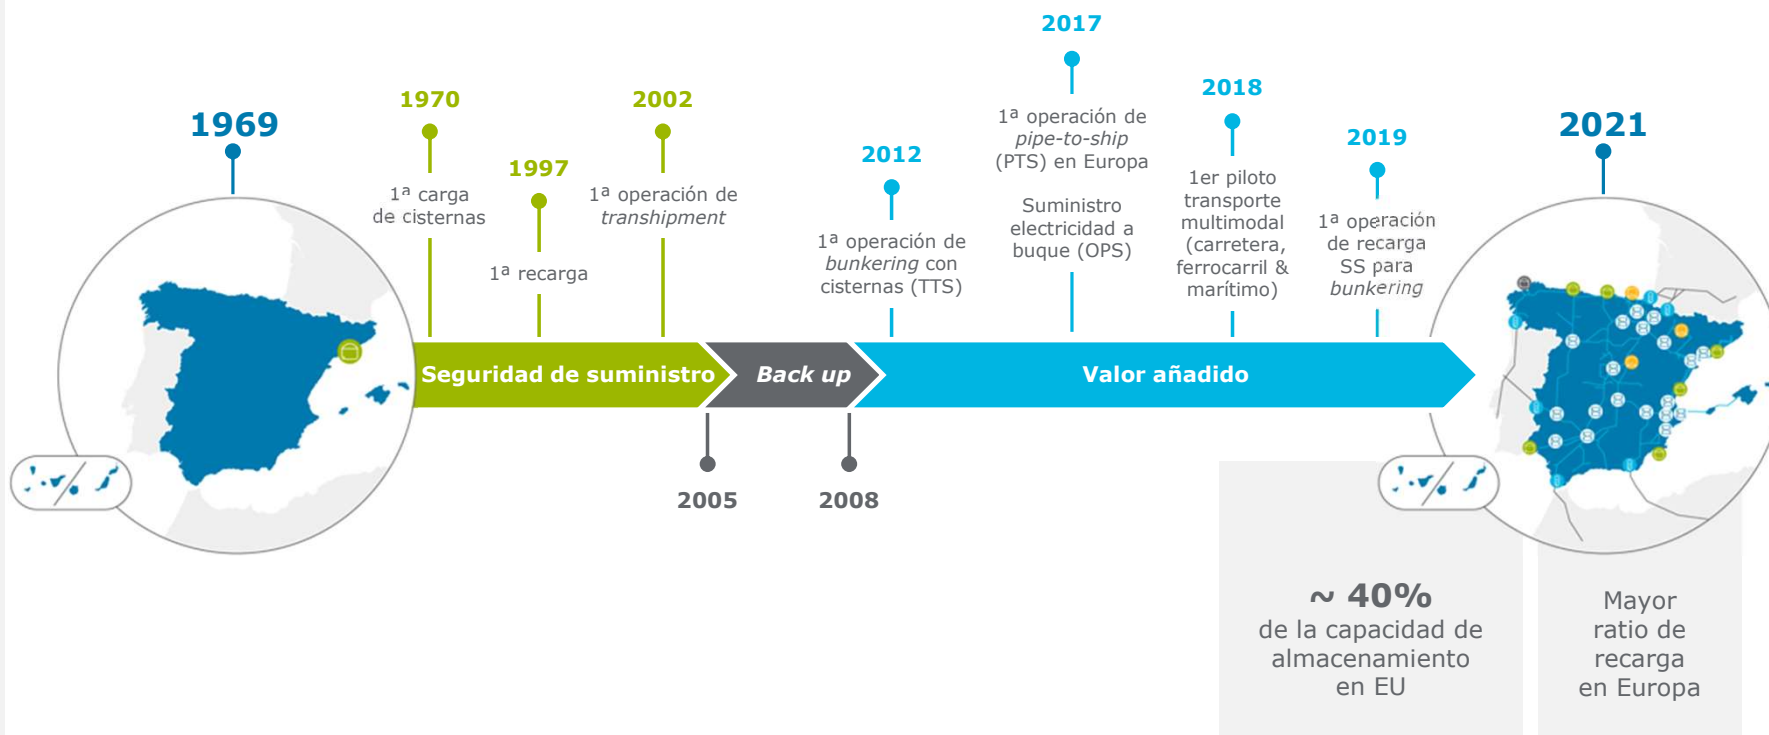 1969
1970
1ª carga
de cisternas
1997
1ª recarga
2002
1ª operación de
transhipment
2012
1ª operación de
bunkering con
cisternas (TTS)
2017
1ª operación de
pipe-to-ship
(PTS) en Europa
Suministro
electricidad a
buque (OPS)
2018
1er piloto
transporte
multimodal
(carretera,
ferrocarril &
marítimo)
2019
1ª operación
de recarga
SS para
bunkering
2021
Seguridad de suministro
Back up
Valor añadido
2005
2008
~ 40%
de la capacidad de
almacenamiento
en EU
Mayor
ratio de
recarga
en Europa